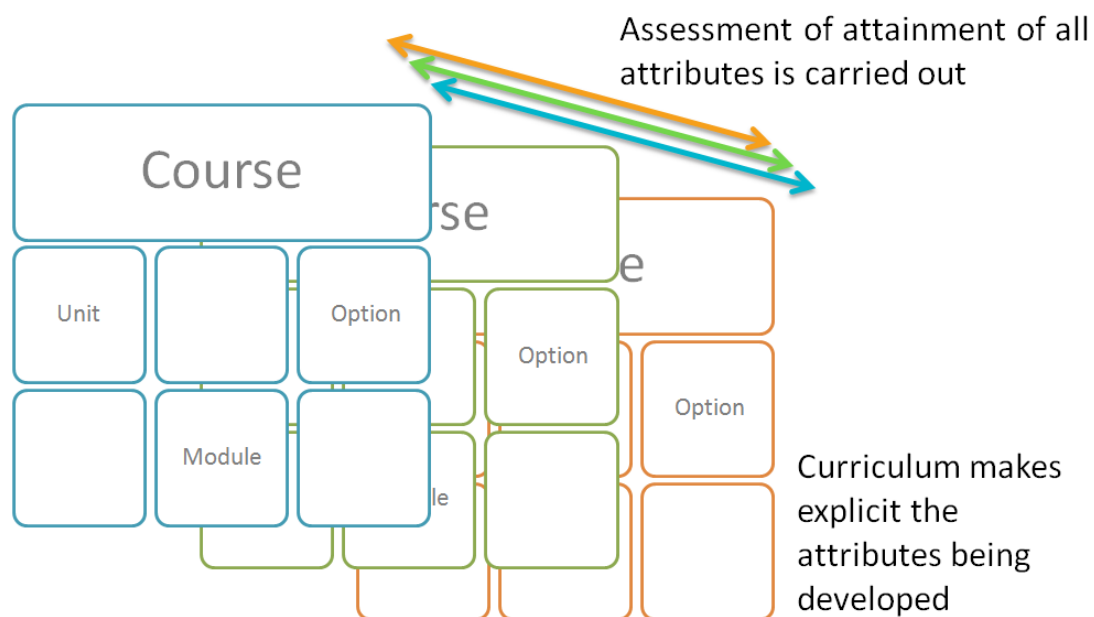 Assessment of attainment of all
attributes is carried out
Course
rse
e
Unit
Option
Option
Option
Module
le
Curriculum makes
explicit the
attributes being
developed